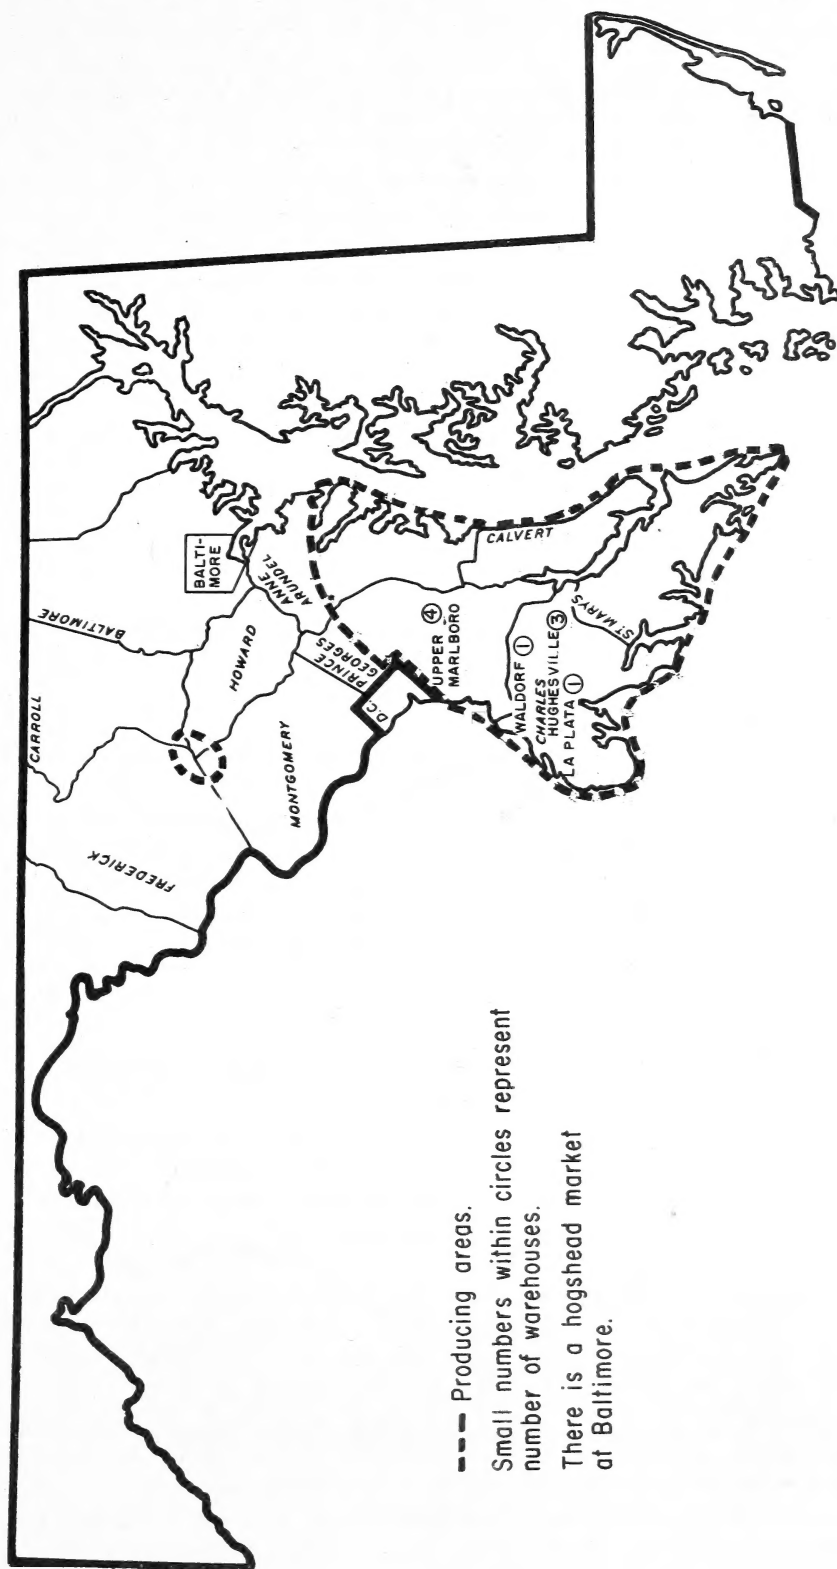 CARROLL
BALTIMORE
FREDERICK
BALTI-
MORE
HOWARD
ANNE
ARUNDEL
MONTGOMERY
PRINCE
GEORGES
D.C.
UPPER ④
MARLBORO
CALVERT
WALDORF ①
CHARLES
HUGHESVILLE ③
LA PLATA ①
ST. MARYS
--- Producing areas.
Small numbers within circles represent
number of warehouses.
There is a hogshead market
at Baltimore.